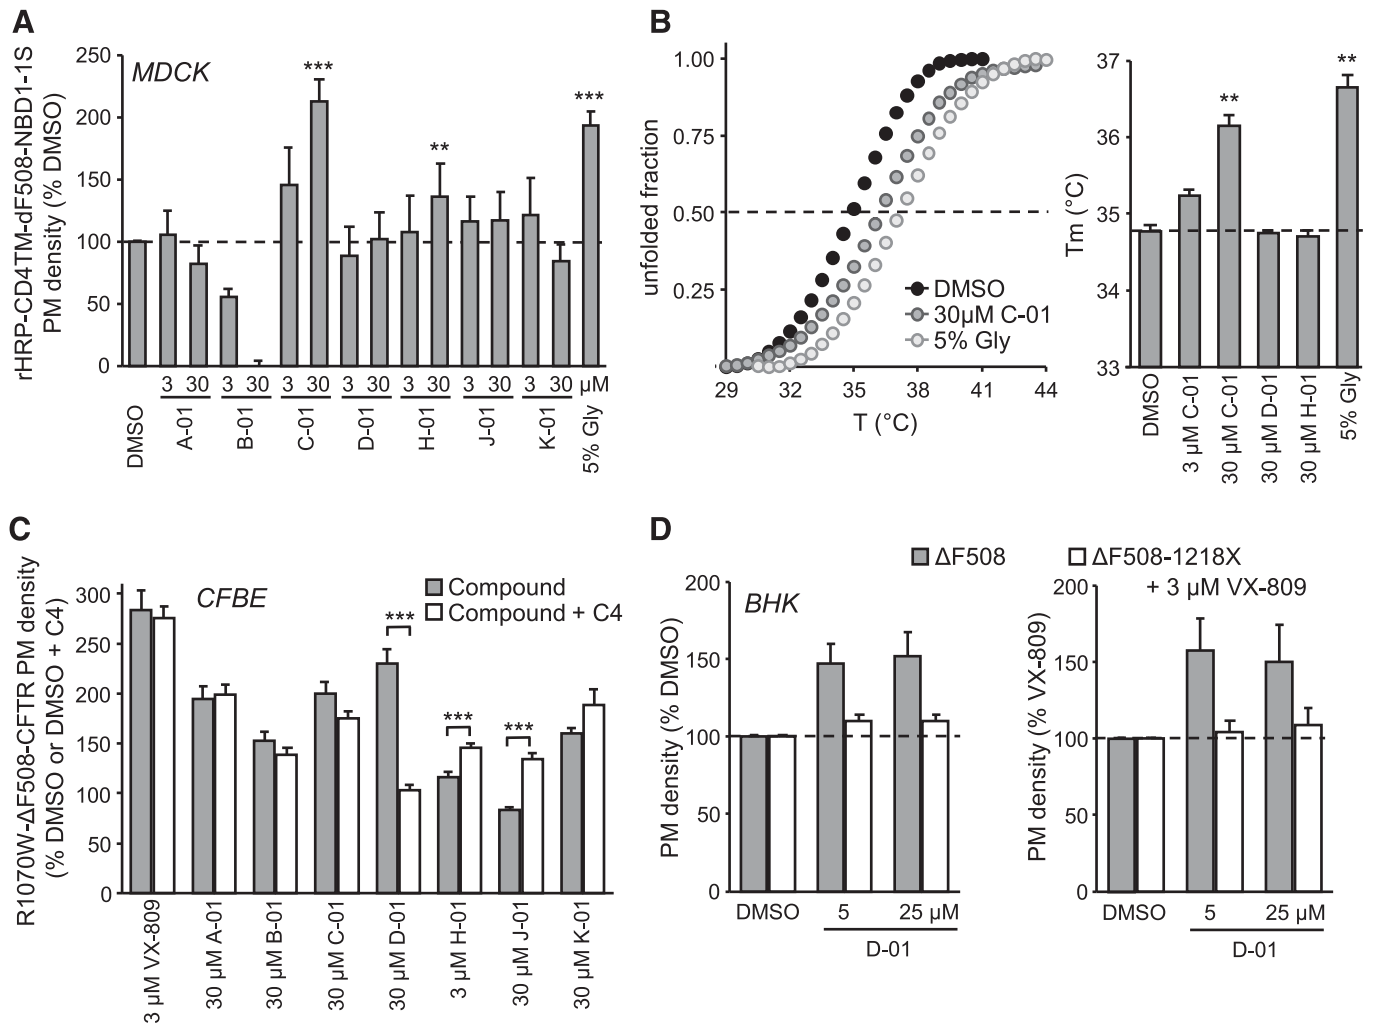 A
rHRP-CD4TM-dF508-NBD1-1S
PM density (% DMSO)
250
200
150
100
50
0
MDCK
***
**
***
3 30 3 30 3 30 3 30 3 30 3 30 3 30 µM
DMSO
A-01
B-01
C-01
D-01
H-01
J-01
K-01
5% Gly
B
unfolded fraction
1.00
0.75
0.50
0.25
DMSO
30µM C-01
5% Gly
29 32 35 38 41 44
T (°C)
Tm (°C)
37
36
35
34
33
**
**
DMSO
3 µM C-01
30 µM C-01
30 µM D-01
30 µM H-01
5% Gly
C
R1070W-ΔF508-CFTR PM density
(% DMSO or DMSO + C4)
300
250
200
150
100
50
0
CFBE
Compound
Compound + C4
***
***
***
3 µM VX-809
30 µM A-01
30 µM B-01
30 µM C-01
30 µM D-01
3 µM H-01
30 µM J-01
30 µM K-01
D
ΔF508
ΔF508-1218X
PM density (% DMSO)
200
150
100
50
0
BHK
DMSO 5 25 µM
D-01
+ 3 µM VX-809
PM density (% VX-809)
200
150
100
50
0
DMSO 5 25 µM
D-01